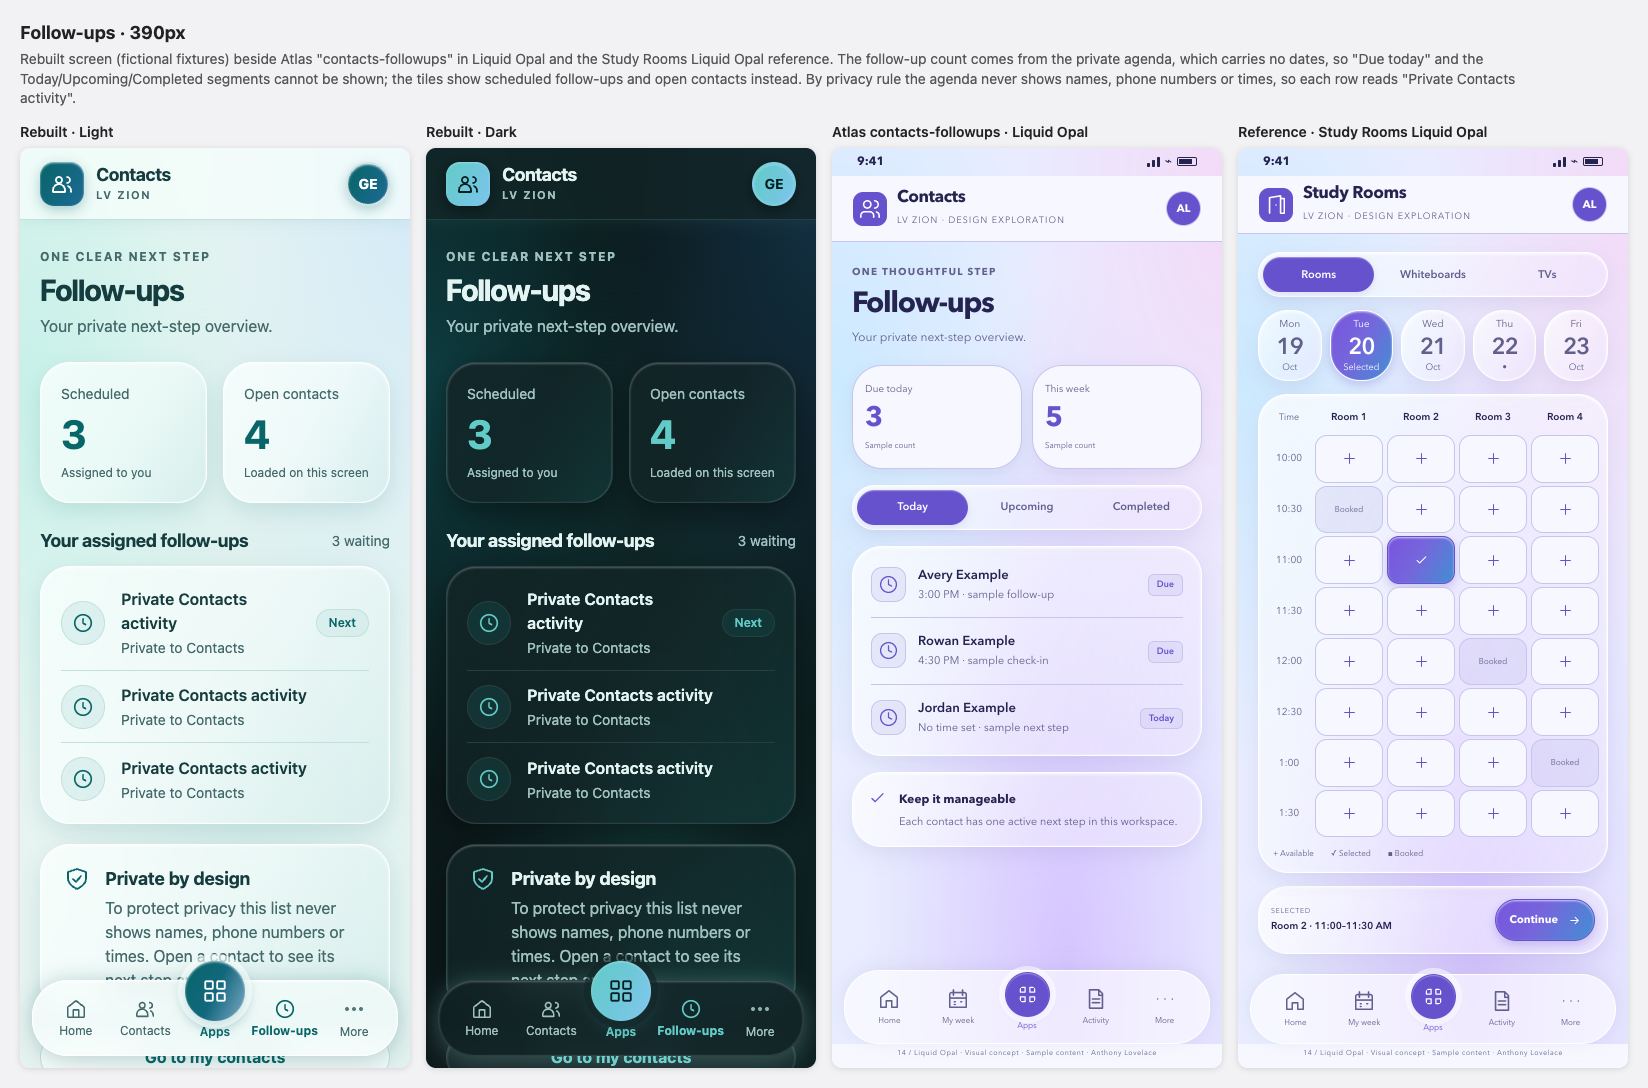 Follow-ups · 390px
Rebuilt screen (fictional fixtures) beside Atlas "contacts-followups" in Liquid Opal and the Study Rooms Liquid Opal reference. The follow-up count comes from the private agenda, which carries no dates, so "Due today" and the
Today/Upcoming/Completed segments cannot be shown; the tiles show scheduled follow-ups and open contacts instead. By privacy rule the agenda never shows names, phone numbers or times, so each row reads "Private Contacts
activity".
Rebuilt · Light
Contacts
LV ZION
GE
ONE CLEAR NEXT STEP
Follow-ups
Your private next-step overview.
Scheduled
3
Assigned to you
Open contacts
4
Loaded on this screen
Your assigned follow-ups
3 waiting
Private Contacts
activity
Private to Contacts
Next
Private Contacts activity
Private to Contacts
Private Contacts activity
Private to Contacts
Private by design
To protect privacy this list never
shows names, phone numbers or
times. Open a contact to see its
next step
Home
Contacts
Apps
Follow-ups
More
Go to my contacts
Rebuilt · Dark
Contacts
LV ZION
GE
ONE CLEAR NEXT STEP
Follow-ups
Your private next-step overview.
Scheduled
3
Assigned to you
Open contacts
4
Loaded on this screen
Your assigned follow-ups
3 waiting
Private Contacts
activity
Private to Contacts
Next
Private Contacts activity
Private to Contacts
Private Contacts activity
Private to Contacts
Private by design
To protect privacy this list never
shows names, phone numbers or
times. Open a contact to see its
next step
Home
Contacts
Apps
Follow-ups
More
Go to my contacts
Atlas contacts-followups · Liquid Opal
9:41
Contacts
LV ZION · DESIGN EXPLORATION
AL
ONE THOUGHTFUL STEP
Follow-ups
Your private next-step overview.
Due today
3
Sample count
This week
5
Sample count
Today
Upcoming
Completed
Avery Example
3:00 PM · sample follow-up
Due
Rowan Example
4:30 PM · sample check-in
Due
Jordan Example
No time set · sample next step
Today
Keep it manageable
Each contact has one active next step in this workspace.
Home
My week
Apps
Activity
More
14 / Liquid Opal · Visual concept · Sample content · Anthony Lovelace
Reference · Study Rooms Liquid Opal
9:41
Study Rooms
LV ZION · DESIGN EXPLORATION
AL
Rooms
Whiteboards
TVs
Mon
19
Oct
Tue
20
Selected
Wed
21
Oct
Thu
22
•
Fri
23
Oct
Time Room 1 Room 2 Room 3 Room 4
10:00 + + + +
10:30 Booked + + +
11:00 + ✓ + +
11:30 + + + +
12:00 + + Booked +
12:30 + + + +
1:00 + + + Booked
1:30 + + + +
+ Available ✓ Selected ■ Booked
SELECTED
Room 2 · 11:00–11:30 AM
Continue →
Home
My week
Apps
Activity
More
14 / Liquid Opal · Visual concept · Sample content · Anthony Lovelace